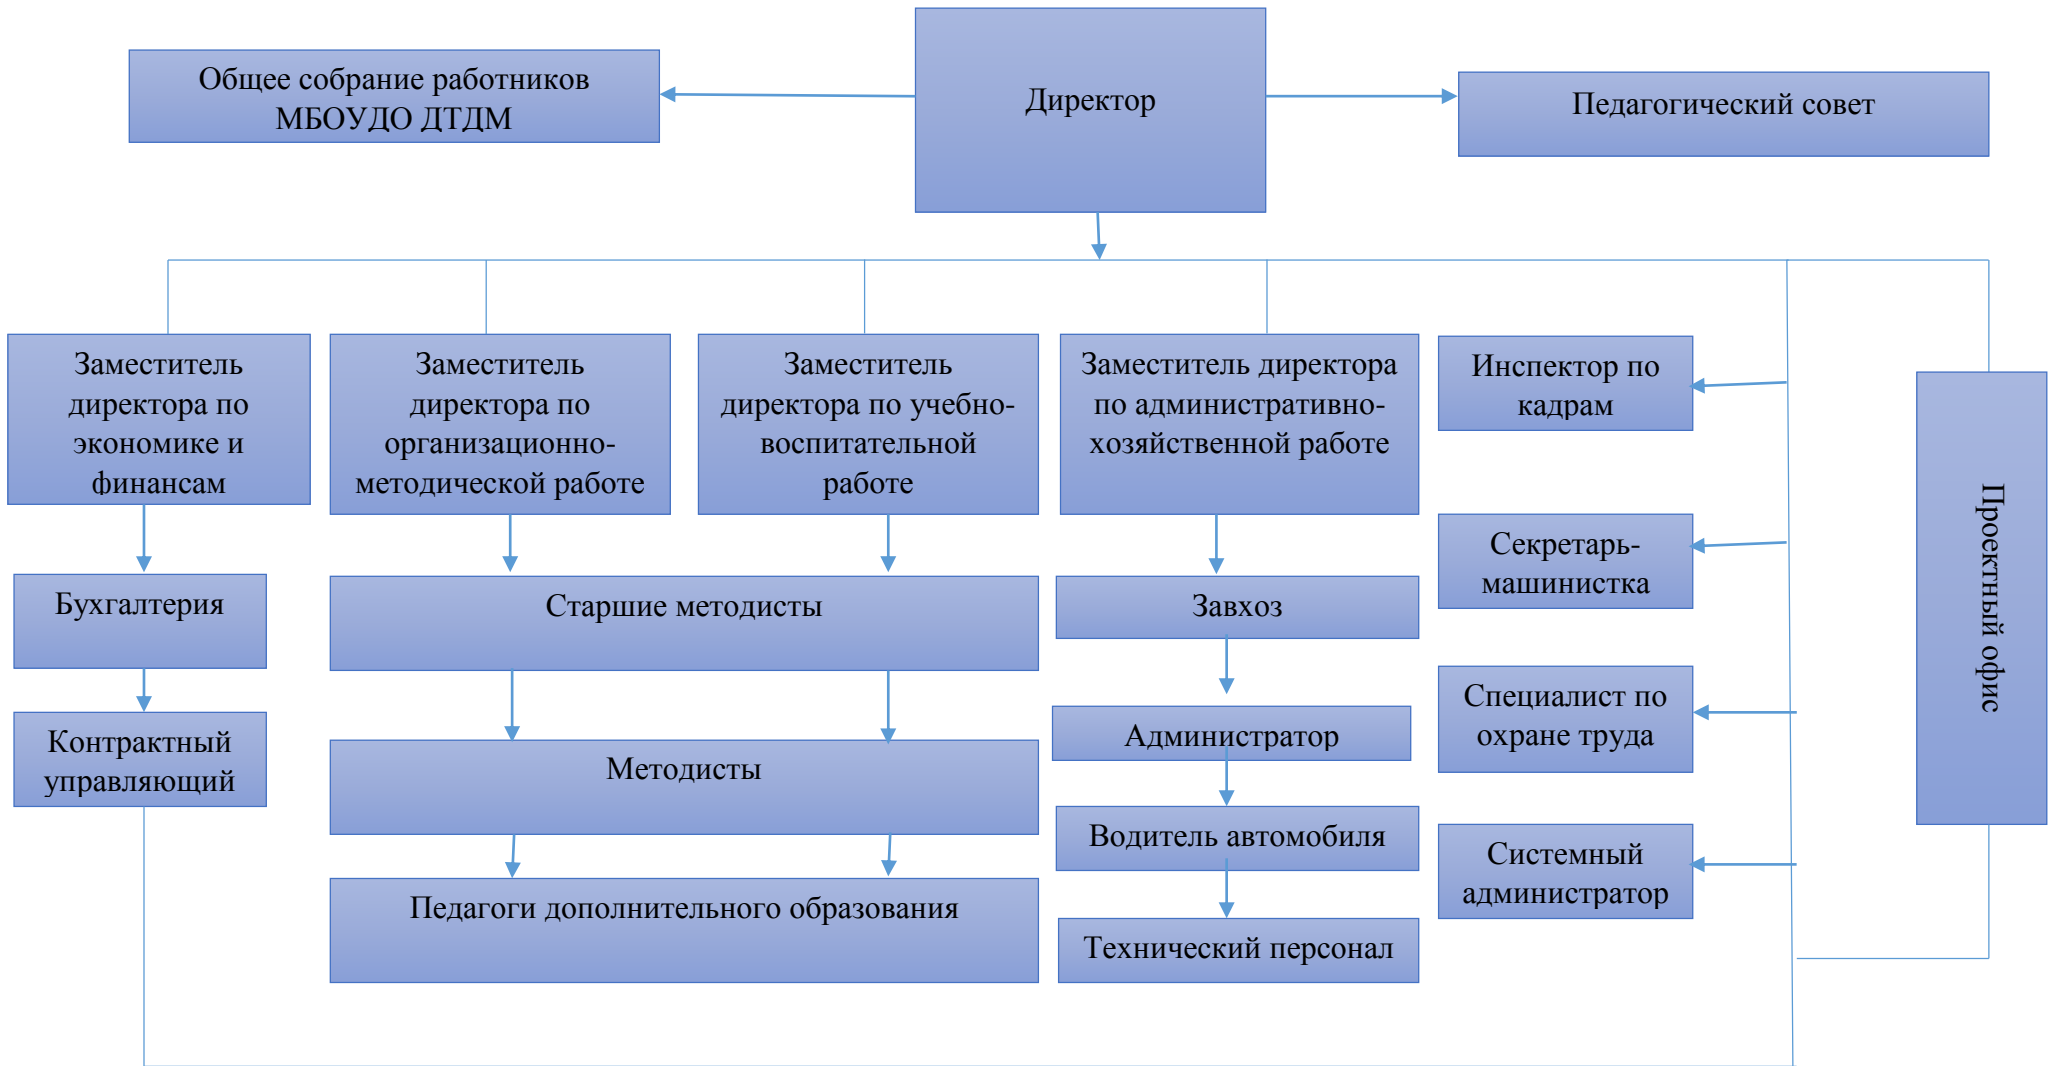 Общее собрание работников
МБОУДО ДТДМ
Директор
Педагогический совет
Заместитель
директора по
экономике и
финансам
Заместитель
директора по
организационно-
методической работе
Заместитель
директора по учебно-
воспитательной
работе
Заместитель директора
по административно-
хозяйственной работе
Инспектор по
кадрам
Проектный офис
Секретарь-
машинистка
Бухгалтерия
Старшие методисты
Завхоз
Специалист по
охране труда
Контрактный
управляющий
Методисты
Администратор
Водитель автомобиля
Системный
администратор
Педагоги дополнительного образования
Технический персонал